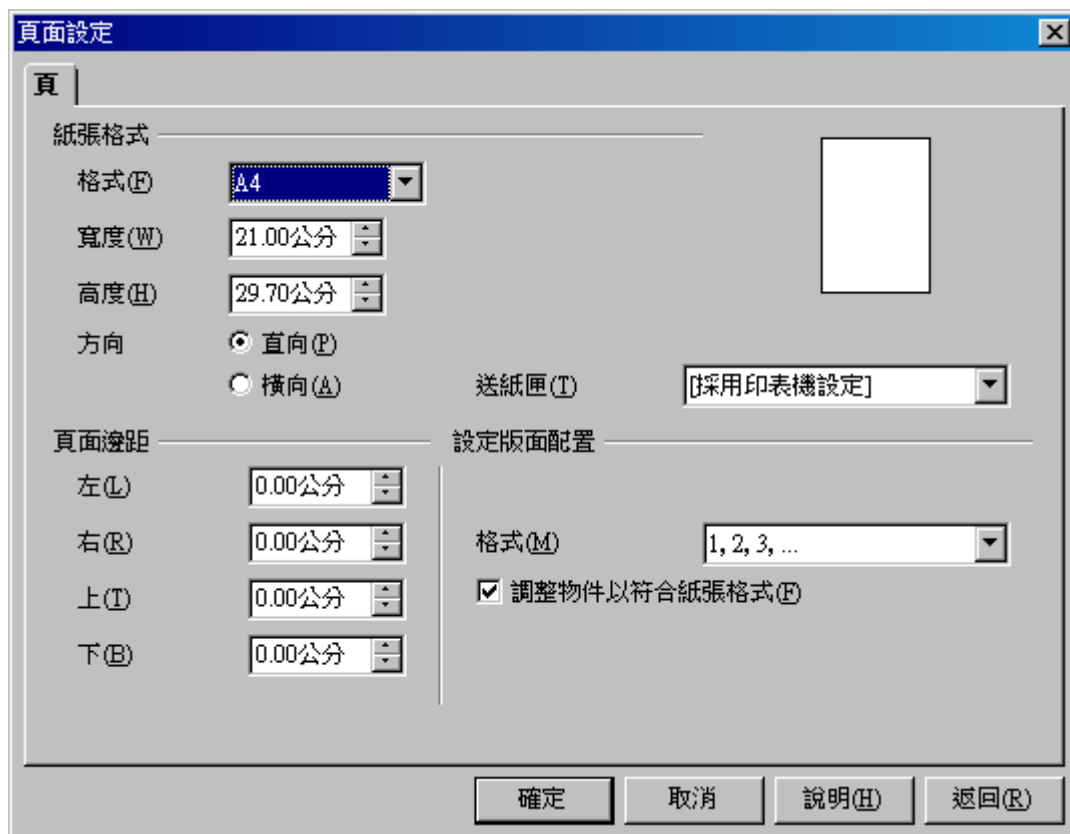 頁面設定
頁
紙張格式
格式(F) A4
寬度(W) 21.00公分
高度(H) 29.70公分
方向 直向(P)
橫向(A) 送紙匣(T) [採用印表機設定]
頁面邊距 設定版面配置
左(L) 0.00公分
右(R) 0.00公分 格式(M) 1, 2, 3, ...
上(T) 0.00公分 調整物件以符合紙張格式(F)
下(B) 0.00公分
確定 取消 說明(H) 返回(R)